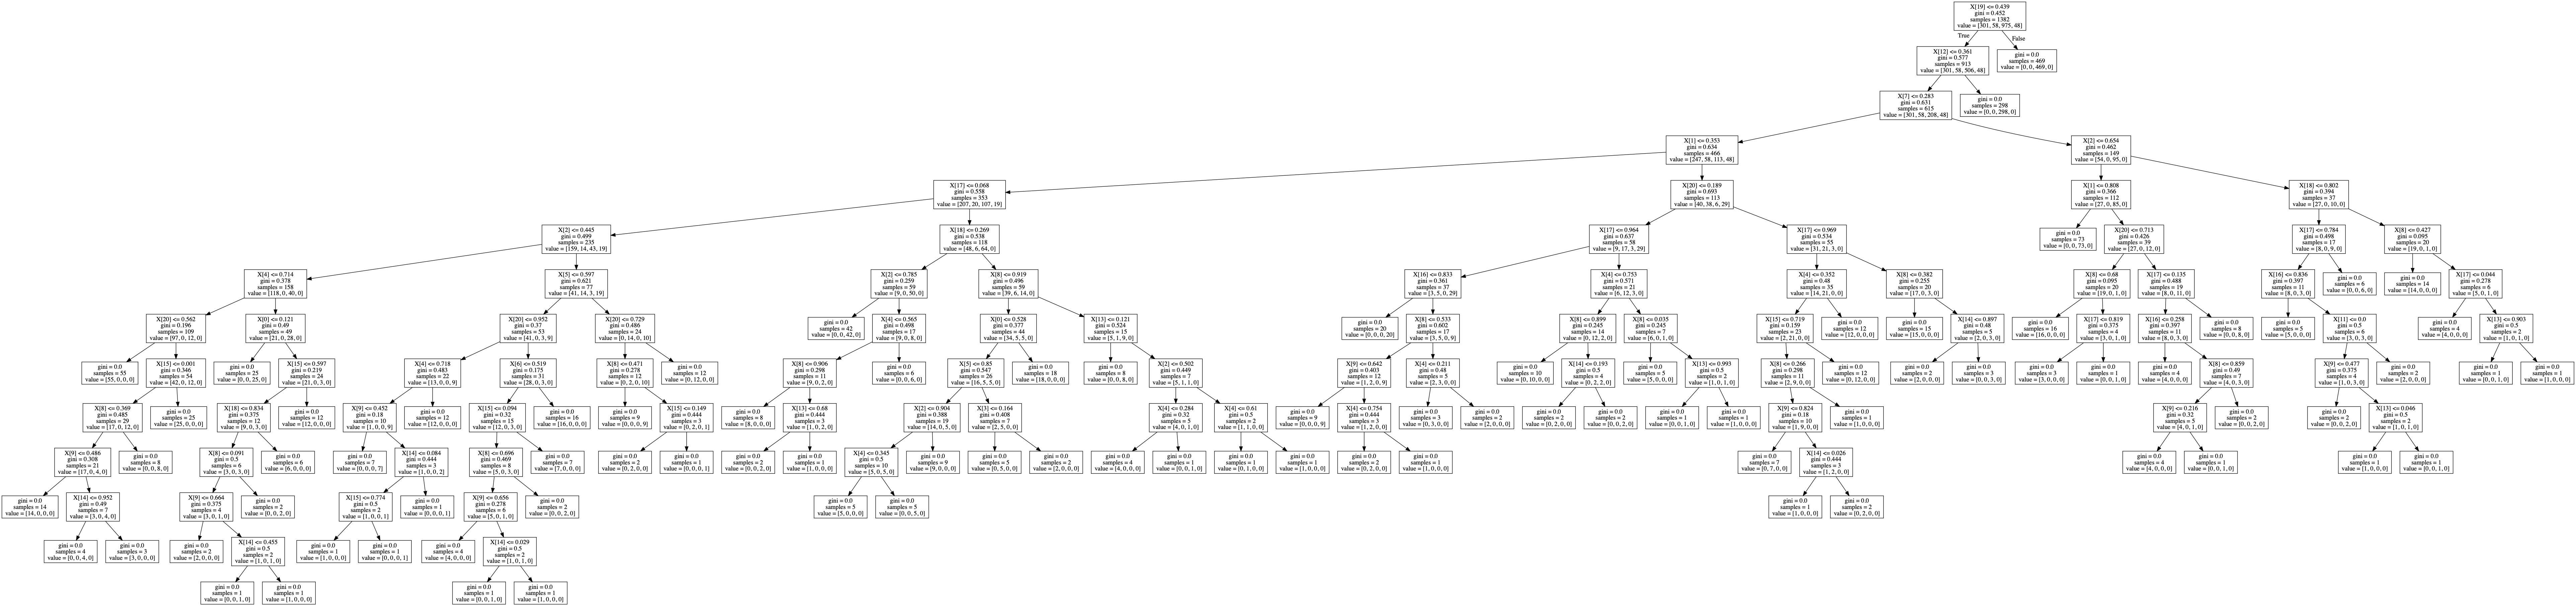 X[19] <= 0.439
gini = 0.452
samples = 1382
value = [301, 58, 975, 48]
True
False
X[12] <= 0.361
gini = 0.577
samples = 913
value = [301, 58, 506, 48]
gini = 0.0
samples = 469
value = [0, 0, 469, 0]
X[7] <= 0.283
gini = 0.631
samples = 615
value = [301, 58, 208, 48]
gini = 0.0
samples = 298
value = [0, 0, 298, 0]
X[1] <= 0.353
gini = 0.634
samples = 466
value = [247, 58, 113, 48]
X[2] <= 0.654
gini = 0.462
samples = 149
value = [54, 0, 95, 0]
X[17] <= 0.068
gini = 0.558
samples = 353
value = [207, 20, 107, 19]
X[20] <= 0.189
gini = 0.693
samples = 113
value = [40, 38, 6, 29]
X[1] <= 0.808
gini = 0.366
samples = 112
value = [27, 0, 85, 0]
X[18] <= 0.802
gini = 0.394
samples = 37
value = [27, 0, 10, 0]
X[2] <= 0.445
gini = 0.499
samples = 235
value = [159, 14, 43, 19]
X[18] <= 0.269
gini = 0.538
samples = 118
value = [48, 6, 64, 0]
X[17] <= 0.964
gini = 0.637
samples = 58
value = [9, 17, 3, 29]
X[17] <= 0.969
gini = 0.534
samples = 55
value = [31, 21, 3, 0]
gini = 0.0
samples = 73
value = [0, 0, 73, 0]
X[20] <= 0.713
gini = 0.426
samples = 39
value = [27, 0, 12, 0]
X[17] <= 0.784
gini = 0.498
samples = 17
value = [8, 0, 9, 0]
X[8] <= 0.427
gini = 0.095
samples = 20
value = [19, 0, 1, 0]
X[4] <= 0.714
gini = 0.378
samples = 158
value = [118, 0, 40, 0]
X[5] <= 0.597
gini = 0.621
samples = 77
value = [41, 14, 3, 19]
X[2] <= 0.785
gini = 0.259
samples = 59
value = [9, 0, 50, 0]
X[8] <= 0.919
gini = 0.496
samples = 59
value = [39, 6, 14, 0]
X[16] <= 0.833
gini = 0.361
samples = 37
value = [3, 5, 0, 29]
X[4] <= 0.753
gini = 0.571
samples = 21
value = [6, 12, 3, 0]
X[4] <= 0.352
gini = 0.48
samples = 35
value = [14, 21, 0, 0]
X[8] <= 0.382
gini = 0.255
samples = 20
value = [17, 0, 3, 0]
X[8] <= 0.68
gini = 0.095
samples = 20
value = [19, 0, 1, 0]
X[17] <= 0.135
gini = 0.488
samples = 19
value = [8, 0, 11, 0]
X[16] <= 0.836
gini = 0.397
samples = 11
value = [8, 0, 3, 0]
gini = 0.0
samples = 6
value = [0, 0, 6, 0]
gini = 0.0
samples = 14
value = [14, 0, 0, 0]
X[17] <= 0.044
gini = 0.278
samples = 6
value = [5, 0, 1, 0]
X[20] <= 0.562
gini = 0.196
samples = 109
value = [97, 0, 12, 0]
X[0] <= 0.121
gini = 0.49
samples = 49
value = [21, 0, 28, 0]
X[20] <= 0.952
gini = 0.37
samples = 53
value = [41, 0, 3, 9]
X[20] <= 0.729
gini = 0.486
samples = 24
value = [0, 14, 0, 10]
gini = 0.0
samples = 42
value = [0, 0, 42, 0]
X[4] <= 0.565
gini = 0.498
samples = 17
value = [9, 0, 8, 0]
X[0] <= 0.528
gini = 0.377
samples = 44
value = [34, 5, 5, 0]
X[13] <= 0.121
gini = 0.524
samples = 15
value = [5, 1, 9, 0]
gini = 0.0
samples = 20
value = [0, 0, 0, 20]
X[8] <= 0.533
gini = 0.602
samples = 17
value = [3, 5, 0, 9]
X[8] <= 0.899
gini = 0.245
samples = 14
value = [0, 12, 2, 0]
X[8] <= 0.035
gini = 0.245
samples = 7
value = [6, 0, 1, 0]
X[15] <= 0.719
gini = 0.159
samples = 23
value = [2, 21, 0, 0]
gini = 0.0
samples = 12
value = [12, 0, 0, 0]
gini = 0.0
samples = 15
value = [15, 0, 0, 0]
X[14] <= 0.897
gini = 0.48
samples = 5
value = [2, 0, 3, 0]
gini = 0.0
samples = 16
value = [16, 0, 0, 0]
X[17] <= 0.819
gini = 0.375
samples = 4
value = [3, 0, 1, 0]
X[16] <= 0.258
gini = 0.397
samples = 11
value = [8, 0, 3, 0]
gini = 0.0
samples = 8
value = [0, 0, 8, 0]
gini = 0.0
samples = 5
value = [5, 0, 0, 0]
X[11] <= 0.0
gini = 0.5
samples = 6
value = [3, 0, 3, 0]
gini = 0.0
samples = 4
value = [4, 0, 0, 0]
X[13] <= 0.903
gini = 0.5
samples = 2
value = [1, 0, 1, 0]
gini = 0.0
samples = 55
value = [55, 0, 0, 0]
X[15] <= 0.001
gini = 0.346
samples = 54
value = [42, 0, 12, 0]
gini = 0.0
samples = 25
value = [0, 0, 25, 0]
X[15] <= 0.597
gini = 0.219
samples = 24
value = [21, 0, 3, 0]
X[4] <= 0.718
gini = 0.483
samples = 22
value = [13, 0, 0, 9]
X[6] <= 0.519
gini = 0.175
samples = 31
value = [28, 0, 3, 0]
X[8] <= 0.471
gini = 0.278
samples = 12
value = [0, 2, 0, 10]
gini = 0.0
samples = 12
value = [0, 12, 0, 0]
X[8] <= 0.906
gini = 0.298
samples = 11
value = [9, 0, 2, 0]
gini = 0.0
samples = 6
value = [0, 0, 6, 0]
X[5] <= 0.85
gini = 0.547
samples = 26
value = [16, 5, 5, 0]
gini = 0.0
samples = 18
value = [18, 0, 0, 0]
gini = 0.0
samples = 8
value = [0, 0, 8, 0]
X[2] <= 0.502
gini = 0.449
samples = 7
value = [5, 1, 1, 0]
X[9] <= 0.642
gini = 0.403
samples = 12
value = [1, 2, 0, 9]
X[4] <= 0.211
gini = 0.48
samples = 5
value = [2, 3, 0, 0]
gini = 0.0
samples = 10
value = [0, 10, 0, 0]
X[14] <= 0.193
gini = 0.5
samples = 4
value = [0, 2, 2, 0]
gini = 0.0
samples = 5
value = [5, 0, 0, 0]
X[13] <= 0.993
gini = 0.5
samples = 2
value = [1, 0, 1, 0]
X[8] <= 0.266
gini = 0.298
samples = 11
value = [2, 9, 0, 0]
gini = 0.0
samples = 12
value = [0, 12, 0, 0]
gini = 0.0
samples = 2
value = [2, 0, 0, 0]
gini = 0.0
samples = 3
value = [0, 0, 3, 0]
gini = 0.0
samples = 3
value = [3, 0, 0, 0]
gini = 0.0
samples = 1
value = [0, 0, 1, 0]
gini = 0.0
samples = 4
value = [4, 0, 0, 0]
X[8] <= 0.859
gini = 0.49
samples = 7
value = [4, 0, 3, 0]
X[9] <= 0.477
gini = 0.375
samples = 4
value = [1, 0, 3, 0]
gini = 0.0
samples = 2
value = [2, 0, 0, 0]
gini = 0.0
samples = 1
value = [0, 0, 1, 0]
gini = 0.0
samples = 1
value = [1, 0, 0, 0]
X[8] <= 0.369
gini = 0.485
samples = 29
value = [17, 0, 12, 0]
gini = 0.0
samples = 25
value = [25, 0, 0, 0]
X[18] <= 0.834
gini = 0.375
samples = 12
value = [9, 0, 3, 0]
gini = 0.0
samples = 12
value = [12, 0, 0, 0]
X[9] <= 0.452
gini = 0.18
samples = 10
value = [1, 0, 0, 9]
gini = 0.0
samples = 12
value = [12, 0, 0, 0]
X[15] <= 0.094
gini = 0.32
samples = 15
value = [12, 0, 3, 0]
gini = 0.0
samples = 16
value = [16, 0, 0, 0]
gini = 0.0
samples = 9
value = [0, 0, 0, 9]
X[15] <= 0.149
gini = 0.444
samples = 3
value = [0, 2, 0, 1]
gini = 0.0
samples = 8
value = [8, 0, 0, 0]
X[13] <= 0.68
gini = 0.444
samples = 3
value = [1, 0, 2, 0]
X[2] <= 0.904
gini = 0.388
samples = 19
value = [14, 0, 5, 0]
X[3] <= 0.164
gini = 0.408
samples = 7
value = [2, 5, 0, 0]
X[4] <= 0.284
gini = 0.32
samples = 5
value = [4, 0, 1, 0]
X[4] <= 0.61
gini = 0.5
samples = 2
value = [1, 1, 0, 0]
gini = 0.0
samples = 9
value = [0, 0, 0, 9]
X[4] <= 0.754
gini = 0.444
samples = 3
value = [1, 2, 0, 0]
gini = 0.0
samples = 3
value = [0, 3, 0, 0]
gini = 0.0
samples = 2
value = [2, 0, 0, 0]
gini = 0.0
samples = 2
value = [0, 2, 0, 0]
gini = 0.0
samples = 2
value = [0, 0, 2, 0]
gini = 0.0
samples = 1
value = [0, 0, 1, 0]
gini = 0.0
samples = 1
value = [1, 0, 0, 0]
X[9] <= 0.824
gini = 0.18
samples = 10
value = [1, 9, 0, 0]
gini = 0.0
samples = 1
value = [1, 0, 0, 0]
X[9] <= 0.216
gini = 0.32
samples = 5
value = [4, 0, 1, 0]
gini = 0.0
samples = 2
value = [0, 0, 2, 0]
gini = 0.0
samples = 2
value = [0, 0, 2, 0]
X[13] <= 0.046
gini = 0.5
samples = 2
value = [1, 0, 1, 0]
X[9] <= 0.486
gini = 0.308
samples = 21
value = [17, 0, 4, 0]
gini = 0.0
samples = 8
value = [0, 0, 8, 0]
X[8] <= 0.091
gini = 0.5
samples = 6
value = [3, 0, 3, 0]
gini = 0.0
samples = 6
value = [6, 0, 0, 0]
gini = 0.0
samples = 7
value = [0, 0, 0, 7]
X[14] <= 0.084
gini = 0.444
samples = 3
value = [1, 0, 0, 2]
X[8] <= 0.696
gini = 0.469
samples = 8
value = [5, 0, 3, 0]
gini = 0.0
samples = 7
value = [7, 0, 0, 0]
gini = 0.0
samples = 2
value = [0, 2, 0, 0]
gini = 0.0
samples = 1
value = [0, 0, 0, 1]
gini = 0.0
samples = 2
value = [0, 0, 2, 0]
gini = 0.0
samples = 1
value = [1, 0, 0, 0]
X[4] <= 0.345
gini = 0.5
samples = 10
value = [5, 0, 5, 0]
gini = 0.0
samples = 9
value = [9, 0, 0, 0]
gini = 0.0
samples = 5
value = [0, 5, 0, 0]
gini = 0.0
samples = 2
value = [2, 0, 0, 0]
gini = 0.0
samples = 4
value = [4, 0, 0, 0]
gini = 0.0
samples = 1
value = [0, 0, 1, 0]
gini = 0.0
samples = 1
value = [0, 1, 0, 0]
gini = 0.0
samples = 1
value = [1, 0, 0, 0]
gini = 0.0
samples = 2
value = [0, 2, 0, 0]
gini = 0.0
samples = 1
value = [1, 0, 0, 0]
gini = 0.0
samples = 7
value = [0, 7, 0, 0]
X[14] <= 0.026
gini = 0.444
samples = 3
value = [1, 2, 0, 0]
gini = 0.0
samples = 4
value = [4, 0, 0, 0]
gini = 0.0
samples = 1
value = [0, 0, 1, 0]
gini = 0.0
samples = 1
value = [1, 0, 0, 0]
gini = 0.0
samples = 1
value = [0, 0, 1, 0]
gini = 0.0
samples = 14
value = [14, 0, 0, 0]
X[14] <= 0.952
gini = 0.49
samples = 7
value = [3, 0, 4, 0]
X[9] <= 0.664
gini = 0.375
samples = 4
value = [3, 0, 1, 0]
gini = 0.0
samples = 2
value = [0, 0, 2, 0]
X[15] <= 0.774
gini = 0.5
samples = 2
value = [1, 0, 0, 1]
gini = 0.0
samples = 1
value = [0, 0, 0, 1]
X[9] <= 0.656
gini = 0.278
samples = 6
value = [5, 0, 1, 0]
gini = 0.0
samples = 2
value = [0, 0, 2, 0]
gini = 0.0
samples = 5
value = [5, 0, 0, 0]
gini = 0.0
samples = 5
value = [0, 0, 5, 0]
gini = 0.0
samples = 1
value = [1, 0, 0, 0]
gini = 0.0
samples = 2
value = [0, 2, 0, 0]
gini = 0.0
samples = 4
value = [0, 0, 4, 0]
gini = 0.0
samples = 3
value = [3, 0, 0, 0]
gini = 0.0
samples = 2
value = [2, 0, 0, 0]
X[14] <= 0.455
gini = 0.5
samples = 2
value = [1, 0, 1, 0]
gini = 0.0
samples = 1
value = [1, 0, 0, 0]
gini = 0.0
samples = 1
value = [0, 0, 0, 1]
gini = 0.0
samples = 4
value = [4, 0, 0, 0]
X[14] <= 0.029
gini = 0.5
samples = 2
value = [1, 0, 1, 0]
gini = 0.0
samples = 1
value = [0, 0, 1, 0]
gini = 0.0
samples = 1
value = [1, 0, 0, 0]
gini = 0.0
samples = 1
value = [0, 0, 1, 0]
gini = 0.0
samples = 1
value = [1, 0, 0, 0]